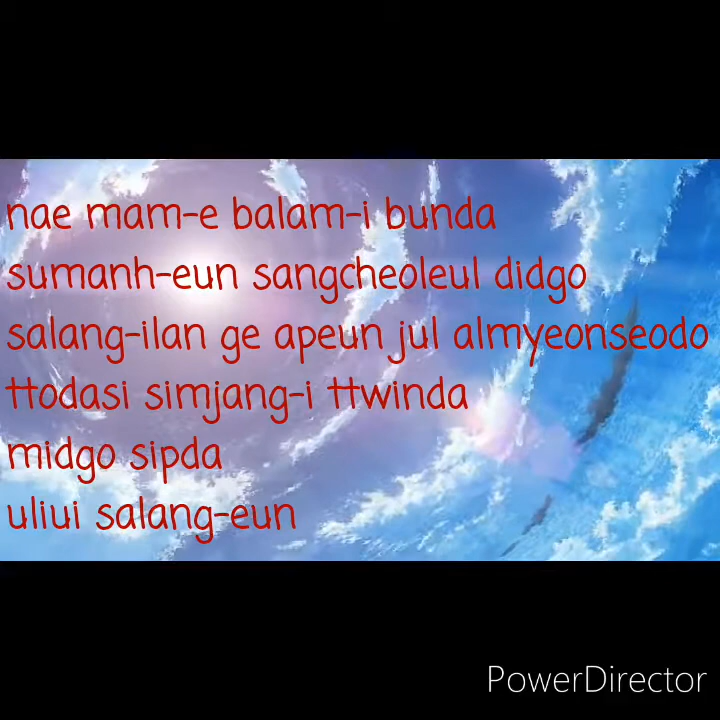 nae mam-e balam-i bunda
sumanh-eun sangcheoleul didgo
salang-ilan ge apeun jul almyeonseodo
ttodasi simjang-i ttwinda
midgo sipda
uliui salang-eun
PowerDirector